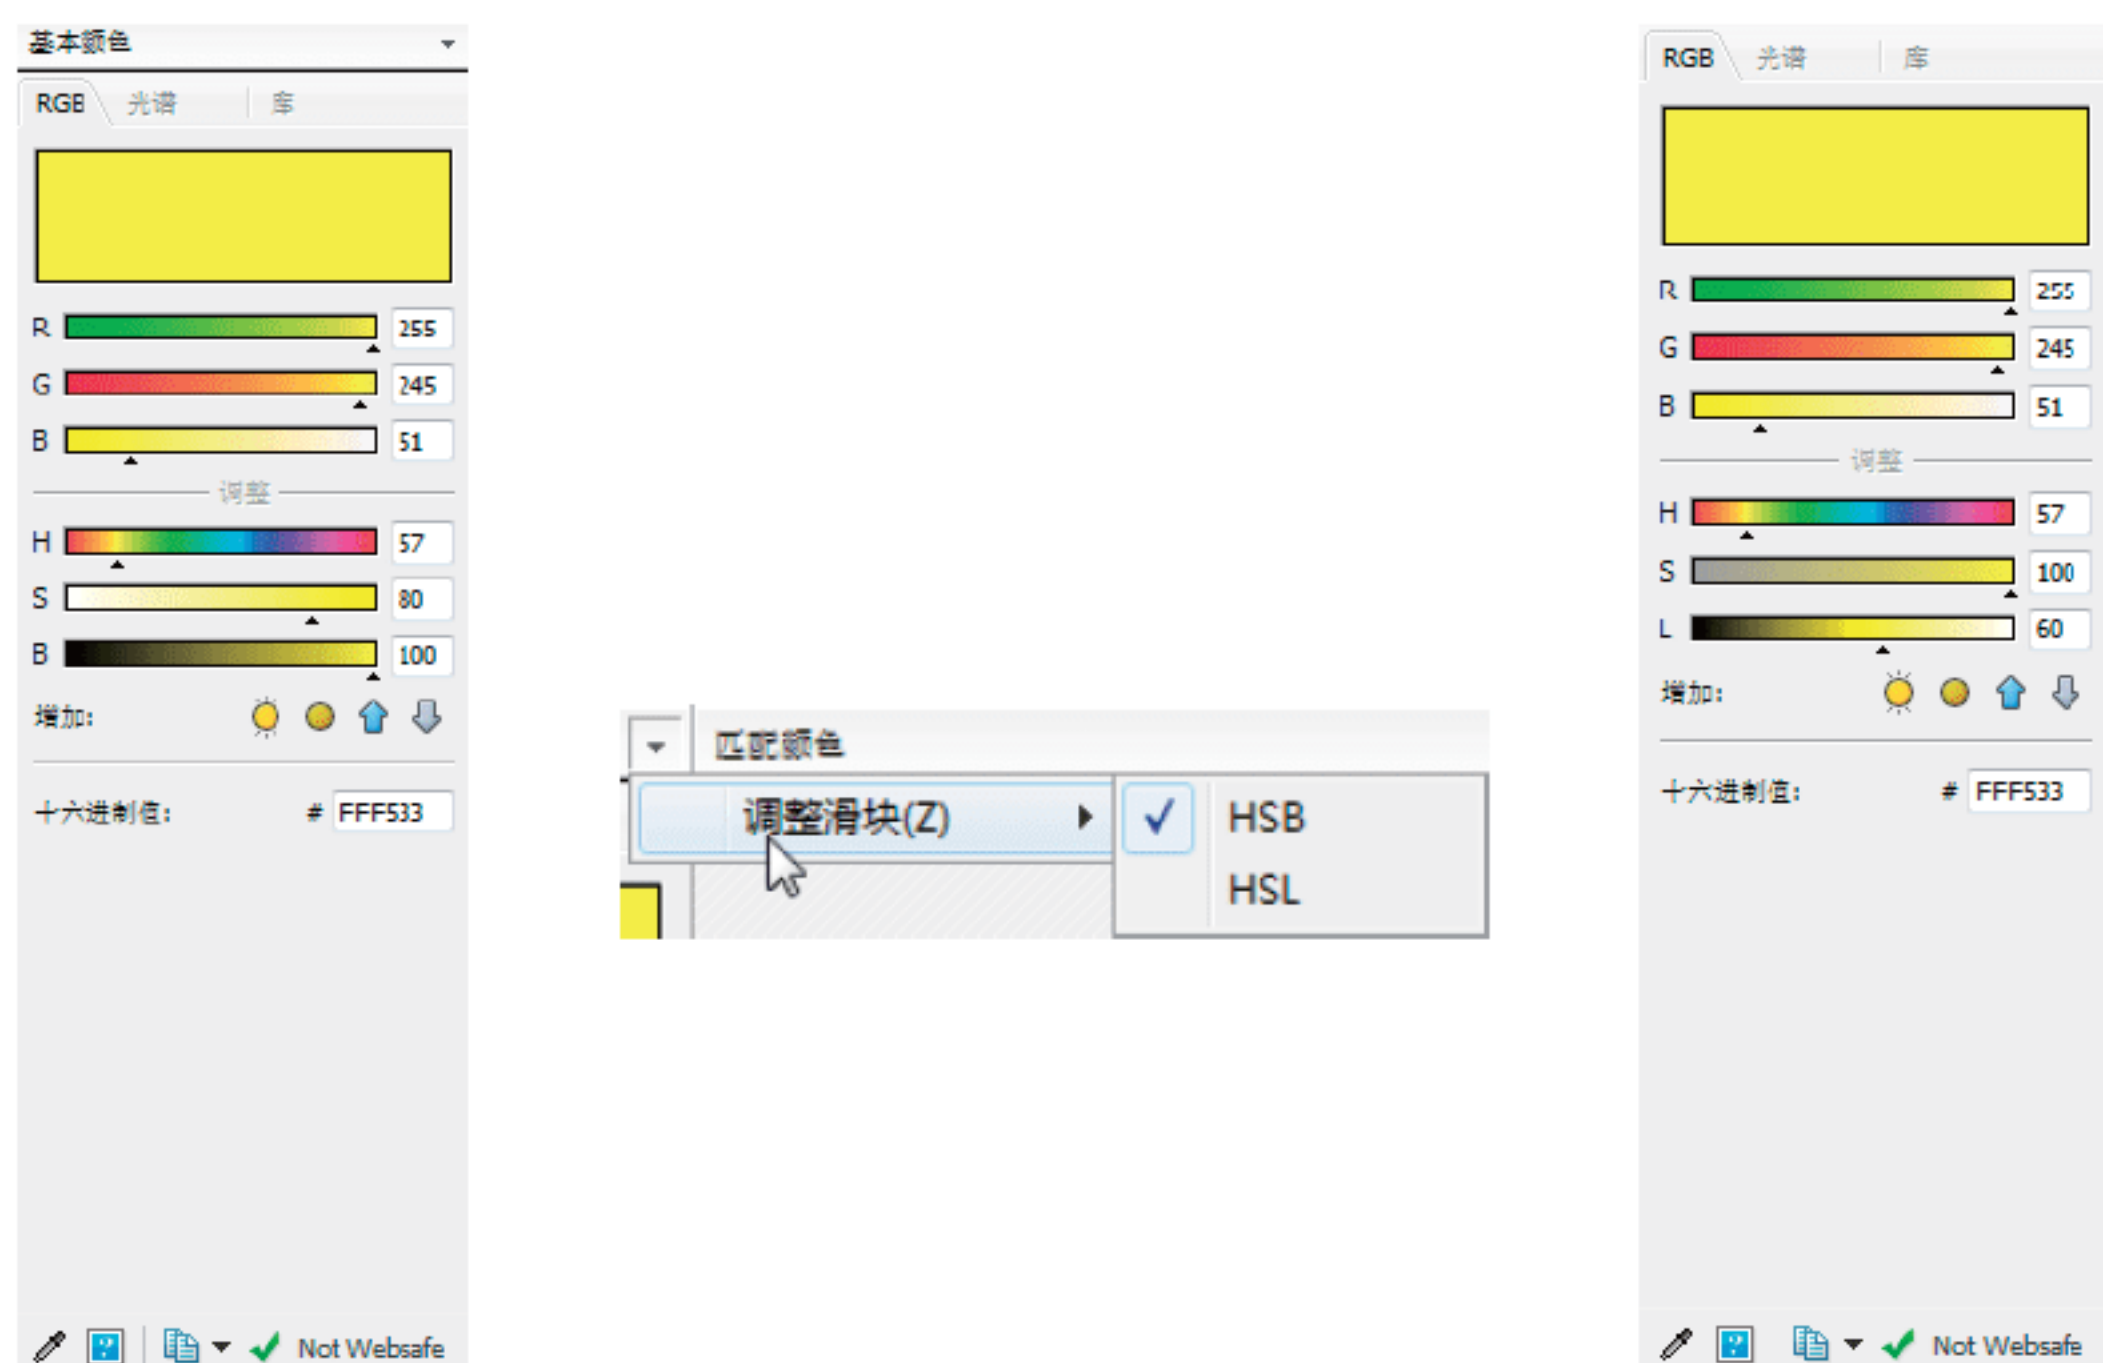 基本颜色
RGB 光谱 库
R 255
G 245
B 51
调整
H 57
S 80
B 100
增加:
十六进制值: # FFF533
Not Websafe
匹配颜色
调整滑块(Z)
HSB
HSL
RGB 光谱 库
R 255
G 245
B 51
调整
H 57
S 100
L 60
增加:
十六进制值: # FFF533
Not Websafe